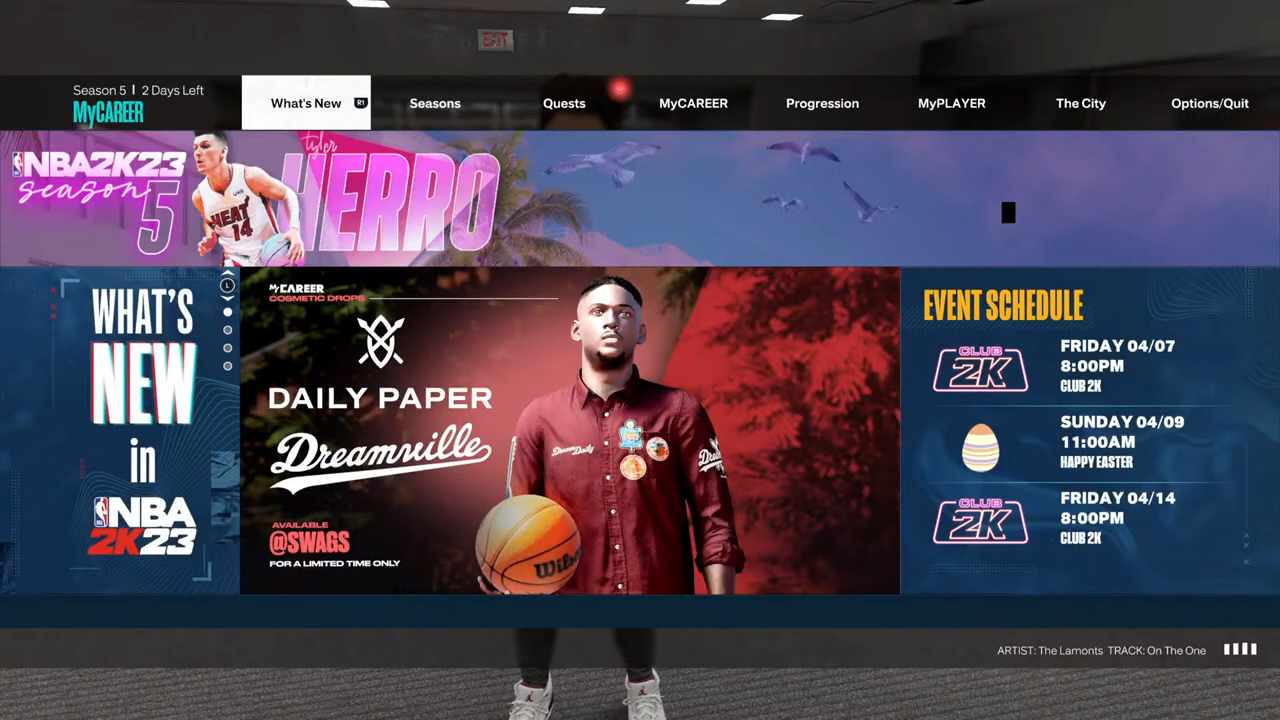 EXIT
Season 5 | 2 Days Left
MyCAREER
What's New R1
Seasons
Quests
MyCAREER
Progression
MyPLAYER
The City
Options/Quit
NBA2K23
season
5
HEAT
14
tyler
HERRO
WHAT'S
NEW
in
NBA
2K23
L
MyCAREER
COSMETIC DROPS
DAILY PAPER
Dreamville
AVAILABLE
@SWAGS
FOR A LIMITED TIME ONLY
DreamDaily
Wilson
EVENT SCHEDULE
CLUB
2K
FRIDAY 04/07
8:00PM
CLUB 2K
SUNDAY 04/09
11:00AM
HAPPY EASTER
CLUB
2K
FRIDAY 04/14
8:00PM
CLUB 2K
ARTIST: The Lamonts TRACK: On The One